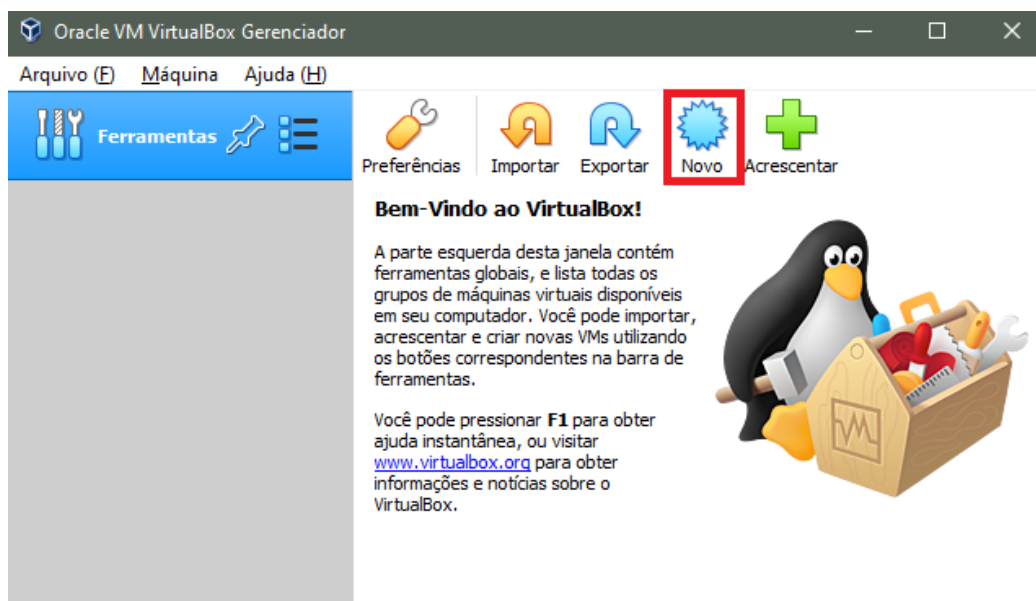 Oracle VM VirtualBox Gerenciador
Arquivo (F) Máquina Ajuda (H)
Ferramentas
Preferências Importar Exportar Novo Acrescentar
Bem-Vindo ao VirtualBox!
A parte esquerda desta janela contém
ferramentas globais, e lista todas os
grupos de máquinas virtuais disponíveis
em seu computador. Você pode importar,
acrescentar e criar novas VMs utilizando
os botões correspondentes na barra de
ferramentas.
Você pode pressionar F1 para obter
ajuda instantânea, ou visitar
www.virtualbox.org para obter
informações e notícias sobre o
VirtualBox.